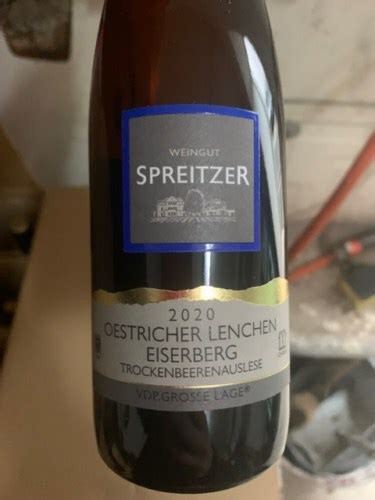 WEINGUT
SPREITZER
2020
OESTRICHER LENCHEN
EISERBERG
TROCKENBEERENAUSLESE
VDP.GROSSE LAGE®